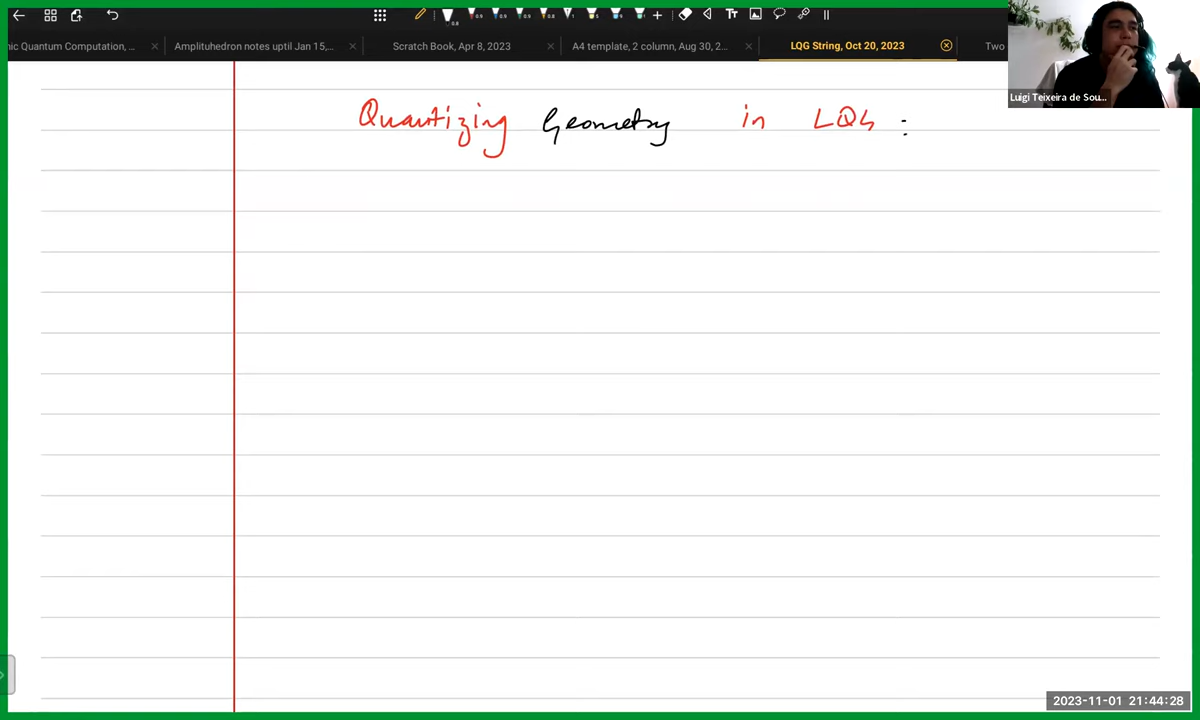 nic Quantum Computation, ...
Amplituhedron notes uptil Jan 15,...
Scratch Book, Apr 8, 2023
A4 template, 2 column, Aug 30, 2...
LQG String, Oct 20, 2023
Two
Luigi Teixeira de Sou...
Quantizing Geometry in LQG :
2023-11-01 21:44:28